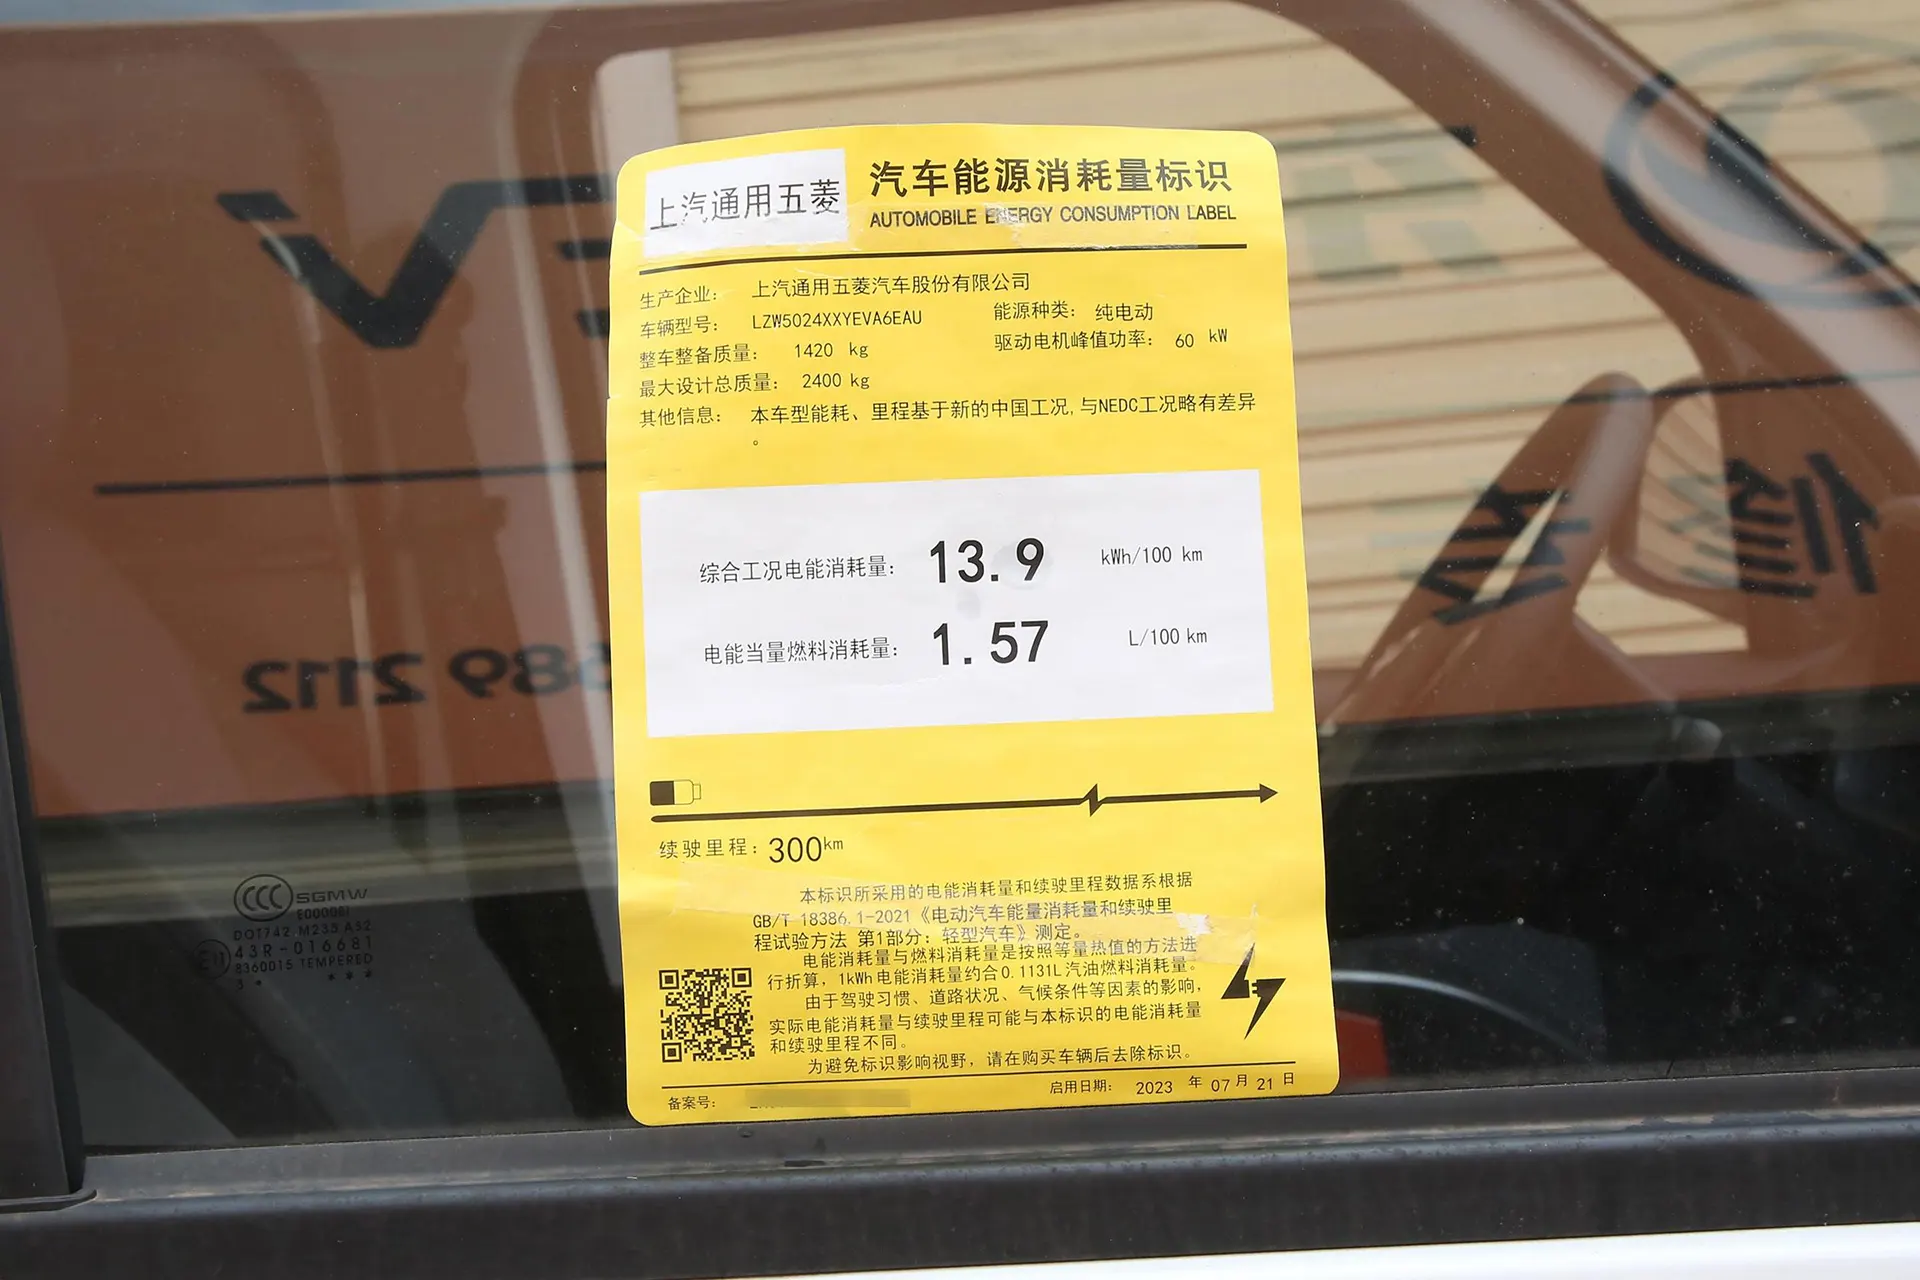 上汽通用五菱
汽车能源消耗量标识
AUTOMOBILE ENERGY CONSUMPTION LABEL
生产企业: 上汽通用五菱汽车股份有限公司
车辆型号: LZW5024XXYEVA6EAU
能源种类: 纯电动
整车整备质量: 1420 kg
驱动电机峰值功率: 60 kW
最大设计总质量: 2400 kg
其他信息: 本车型能耗、里程基于新的中国工况,与NEDC工况略有差异
。
综合工况电能消耗量: 13.9 kWh/100 km
电能当量燃料消耗量: 1.57 L/100 km
续驶里程: 300km
本标识所采用的电能消耗量和续驶里程数据系根据
GB/T 18386.1-2021《电动汽车能量消耗量和续驶里
程试验方法 第1部分: 轻型汽车》测定。
电能消耗量与燃料消耗量是按照等量热值的方法进
行折算, 1kWh电能消耗量约合0.1131L汽油燃料消耗量。
由于驾驶习惯、道路状况、气候条件等因素的影响,
实际电能消耗量与续驶里程可能与本标识的电能消耗量
和续驶里程不同。
为避免标识影响视野, 请在购买车辆后去除标识。
备案号:
启用日期: 2023 年 07 月 21 日
CCC SGMW
E000081
DOT742 M233 AS2
43R-016681
8360015 TEMPERED
2112